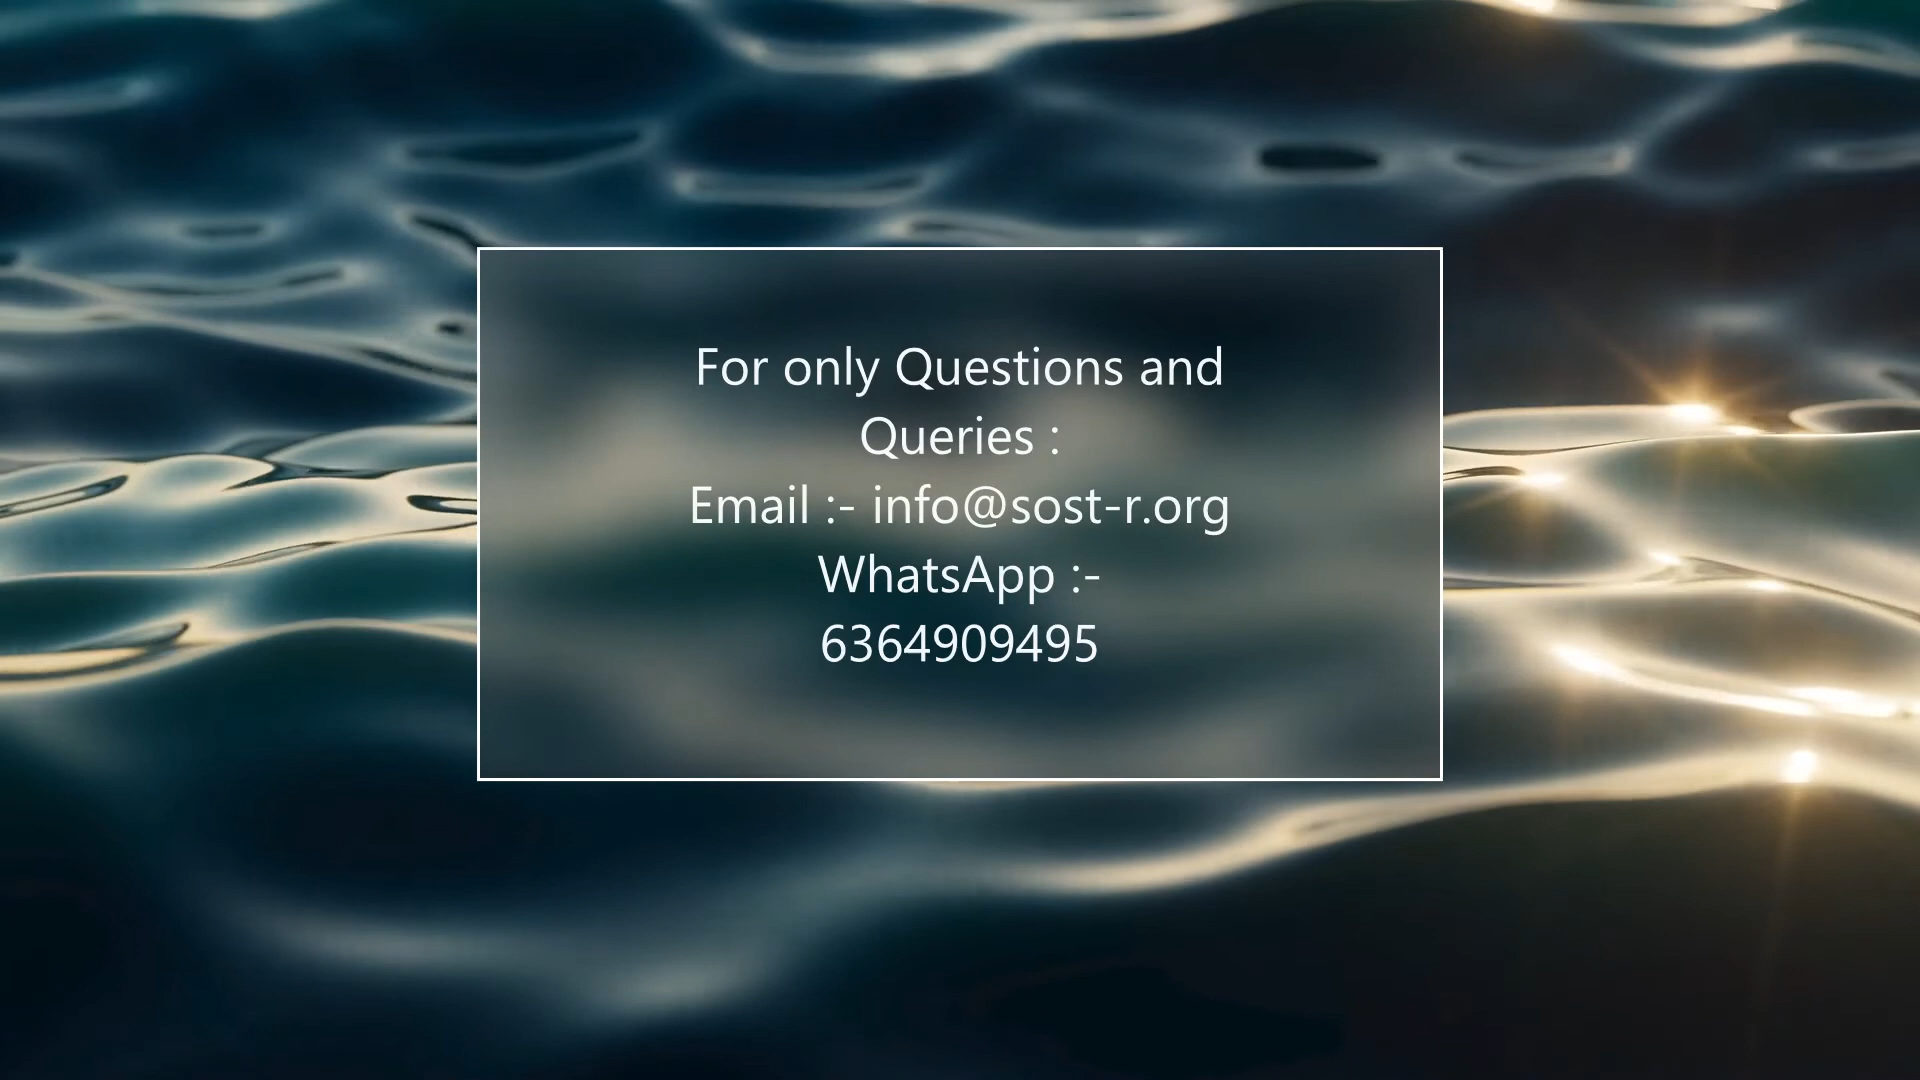 For only Questions and
Queries :
Email :- info@sost-r.org
WhatsApp :-
6364909495